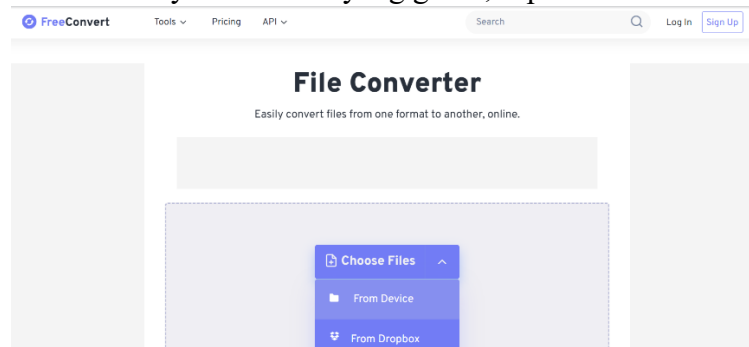 FreeConvert Tools Pricing API Search Log In Sign Up
File Converter
Easily convert files from one format to another, online.
Choose Files
From Device
From Dropbox